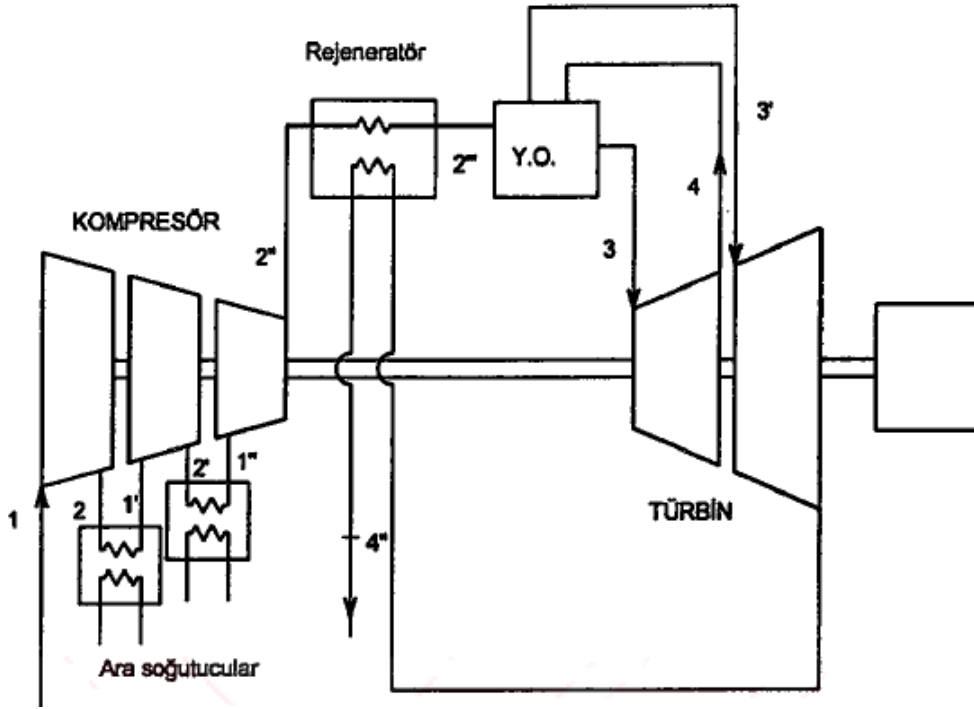 Rejeneratör
Y.O.
3'
2'''
4
KOMPRESÖR
2"
3
2'
1"
1
2
1'
TÜRBİN
4"
Ara soğutucular